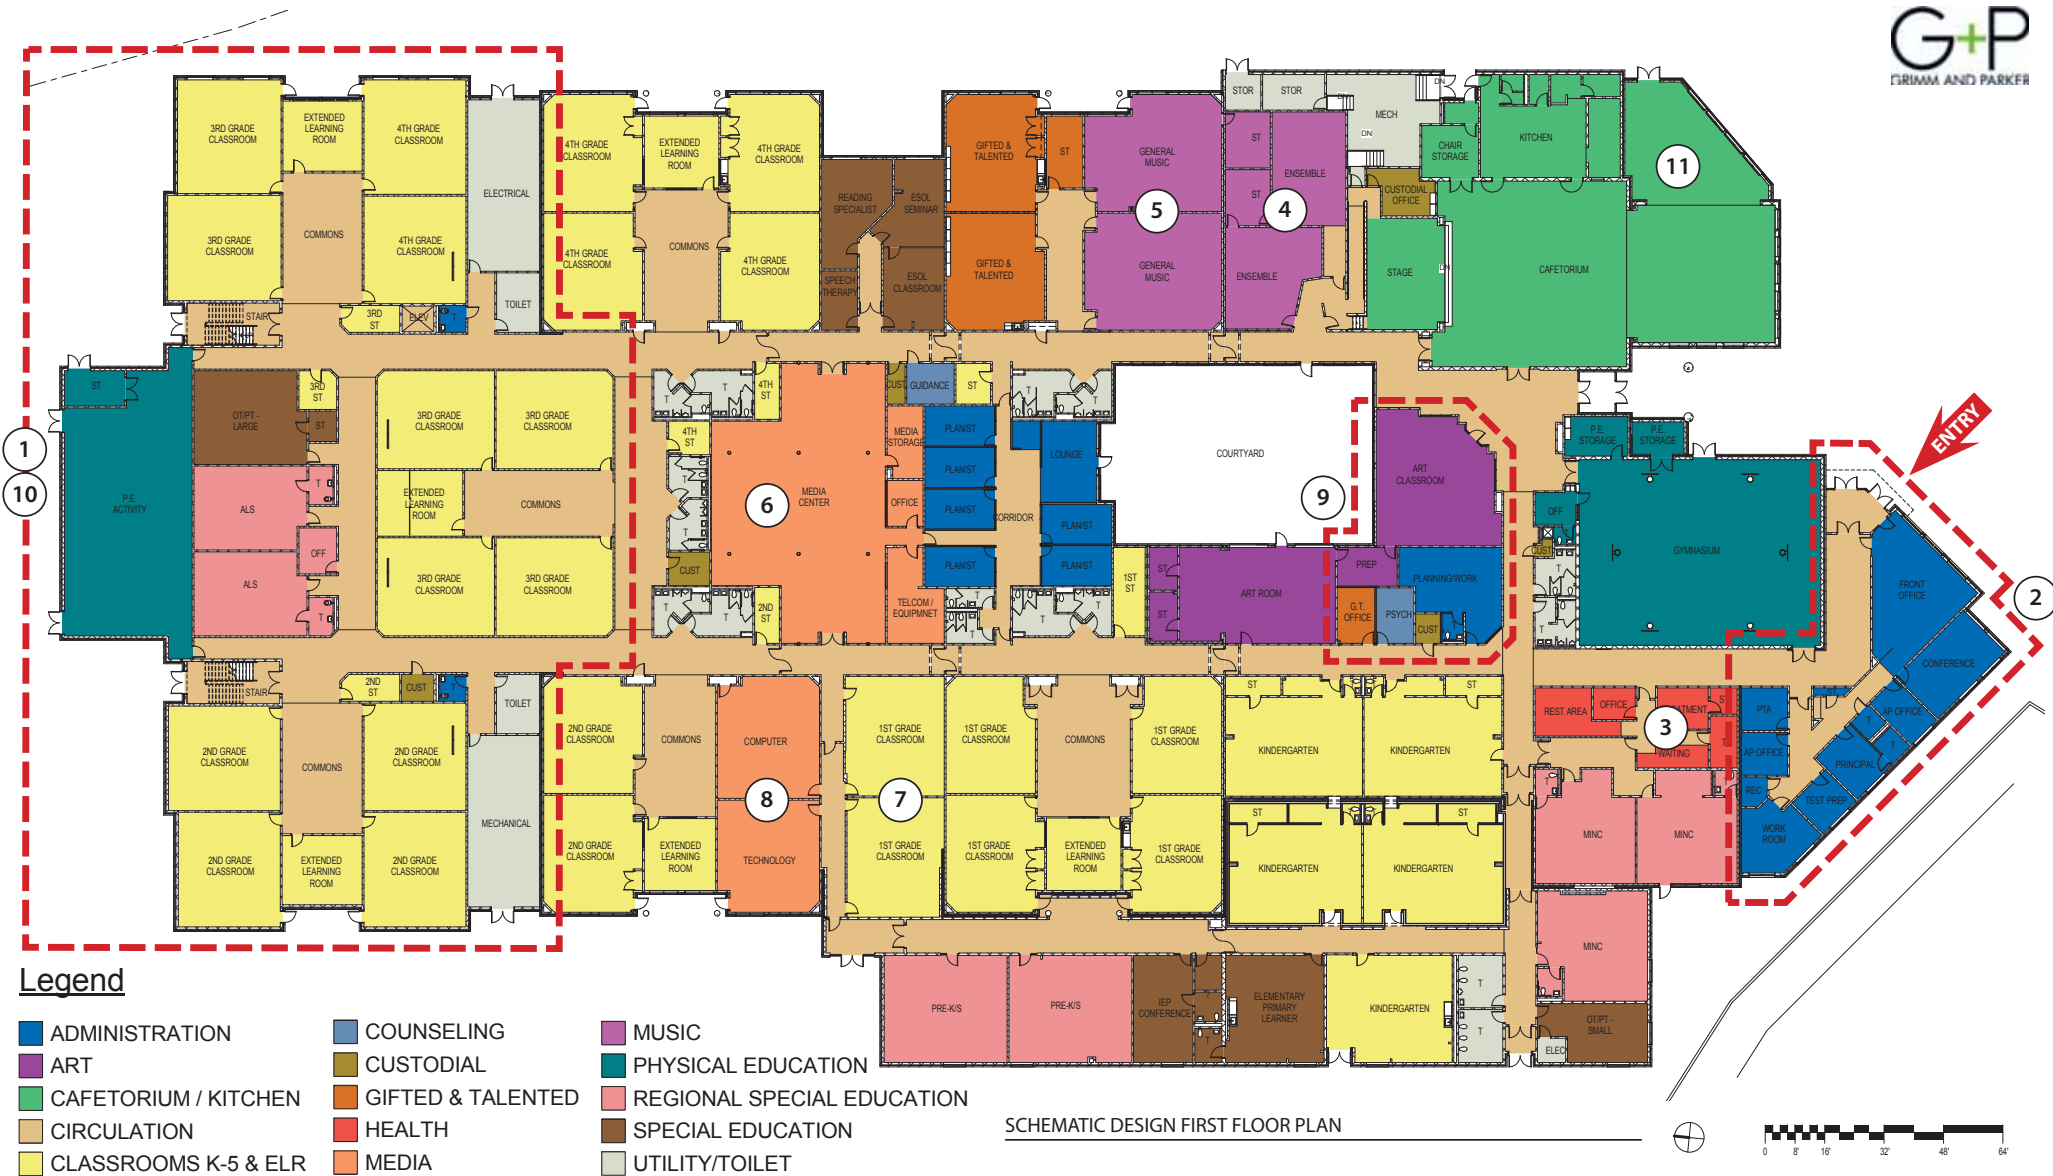 G+P
GRIMM AND PARKER
3RD GRADE
CLASSROOM
EXTENDED
LEARNING
ROOM
4TH GRADE
CLASSROOM
ELECTRICAL
4TH GRADE
CLASSROOM
EXTENDED
LEARNING
ROOM
4TH GRADE
CLASSROOM
READING
SPECIALIST
ESOL
SEMINAR
GIFTED &
TALENTED
ST
GENERAL
MUSIC
5
STOR
STOR
ST
ST
ENSEMBLE
4
MECH
DN
DN
DN
CHAIR
STORAGE
KITCHEN
11
CUSTODIAL
OFFICE
3RD GRADE
CLASSROOM
COMMONS
4TH GRADE
CLASSROOM
TOILET
4TH GRADE
CLASSROOM
COMMONS
4TH GRADE
CLASSROOM
SPEECH
THERAPY
ESOL
CLASSROOM
GIFTED &
TALENTED
GENERAL
MUSIC
ENSEMBLE
STAGE
DN
CAFETORIUM
STAIR
3RD
ST
ELEV
T
ST
OT/PT -
LARGE
3RD
ST
ST
3RD GRADE
CLASSROOM
3RD GRADE
CLASSROOM
T
T
4TH
ST
4TH
ST
CUST
GUIDANCE
ST
T
T
MEDIA
STORAGE
PLAN/ST
PLAN/ST
PLAN/ST
PLAN/ST
LOUNGE
COURTYARD
9
ART
CLASSROOM
P.E.
STORAGE
P.E.
STORAGE
ENTRY
1
10
P.E.
ACTIVITY
ALS
T
EXTENDED
LEARNING
ROOM
COMMONS
T
T
6
MEDIA
CENTER
OFFICE
CORRIDOR
PLAN/ST
PLAN/ST
OFF
T
CUST
T
GYMNASIUM
ALS
OFF
T
3RD GRADE
CLASSROOM
3RD GRADE
CLASSROOM
CUST
T
T
2ND
ST
TELCOM /
EQUIPMNET
T
T
T
T
1ST
ST
ST
ST
ART ROOM
PREP
G.T.
OFFICE
PSYCH
PLANNING/WORK
CUST
T
T
FRONT
OFFICE
2
CONFERENCE
STAIR
2ND
ST
CUST
T
TOILET
2ND GRADE
CLASSROOM
COMMONS
2ND GRADE
CLASSROOM
MECHANICAL
2ND GRADE
CLASSROOM
COMMONS
COMPUTER
8
1ST GRADE
CLASSROOM
7
1ST GRADE
CLASSROOM
COMMONS
1ST GRADE
CLASSROOM
ST
ST
KINDERGARTEN
KINDERGARTEN
REST AREA
OFFICE
3
WAITING
PTA
ST
AP OFFICE
T
T
AP OFFICE
PRINCIPAL
REC
TEST PREP
WORK
ROOM
T
T
MINC
MINC
2ND GRADE
CLASSROOM
EXTENDED
LEARNING
ROOM
2ND GRADE
CLASSROOM
2ND GRADE
CLASSROOM
EXTENDED
LEARNING
ROOM
TECHNOLOGY
1ST GRADE
CLASSROOM
1ST GRADE
CLASSROOM
EXTENDED
LEARNING
ROOM
1ST GRADE
CLASSROOM
ST
ST
KINDERGARTEN
KINDERGARTEN
MINC
PRE-K/S
PRE-K/S
IEP
CONFERENCE
T
ELEMENTARY
PRIMARY
LEARNER
KINDERGARTEN
T
T
OT/PT -
SMALL
ELEC
Legend
ADMINISTRATION
ART
CAFETORIUM / KITCHEN
CIRCULATION
CLASSROOMS K-5 & ELR
COUNSELING
CUSTODIAL
GIFTED & TALENTED
HEALTH
MEDIA
MUSIC
PHYSICAL EDUCATION
REGIONAL SPECIAL EDUCATION
SPECIAL EDUCATION
UTILITY/TOILET
SCHEMATIC DESIGN FIRST FLOOR PLAN
0 8' 16' 32' 48' 64'